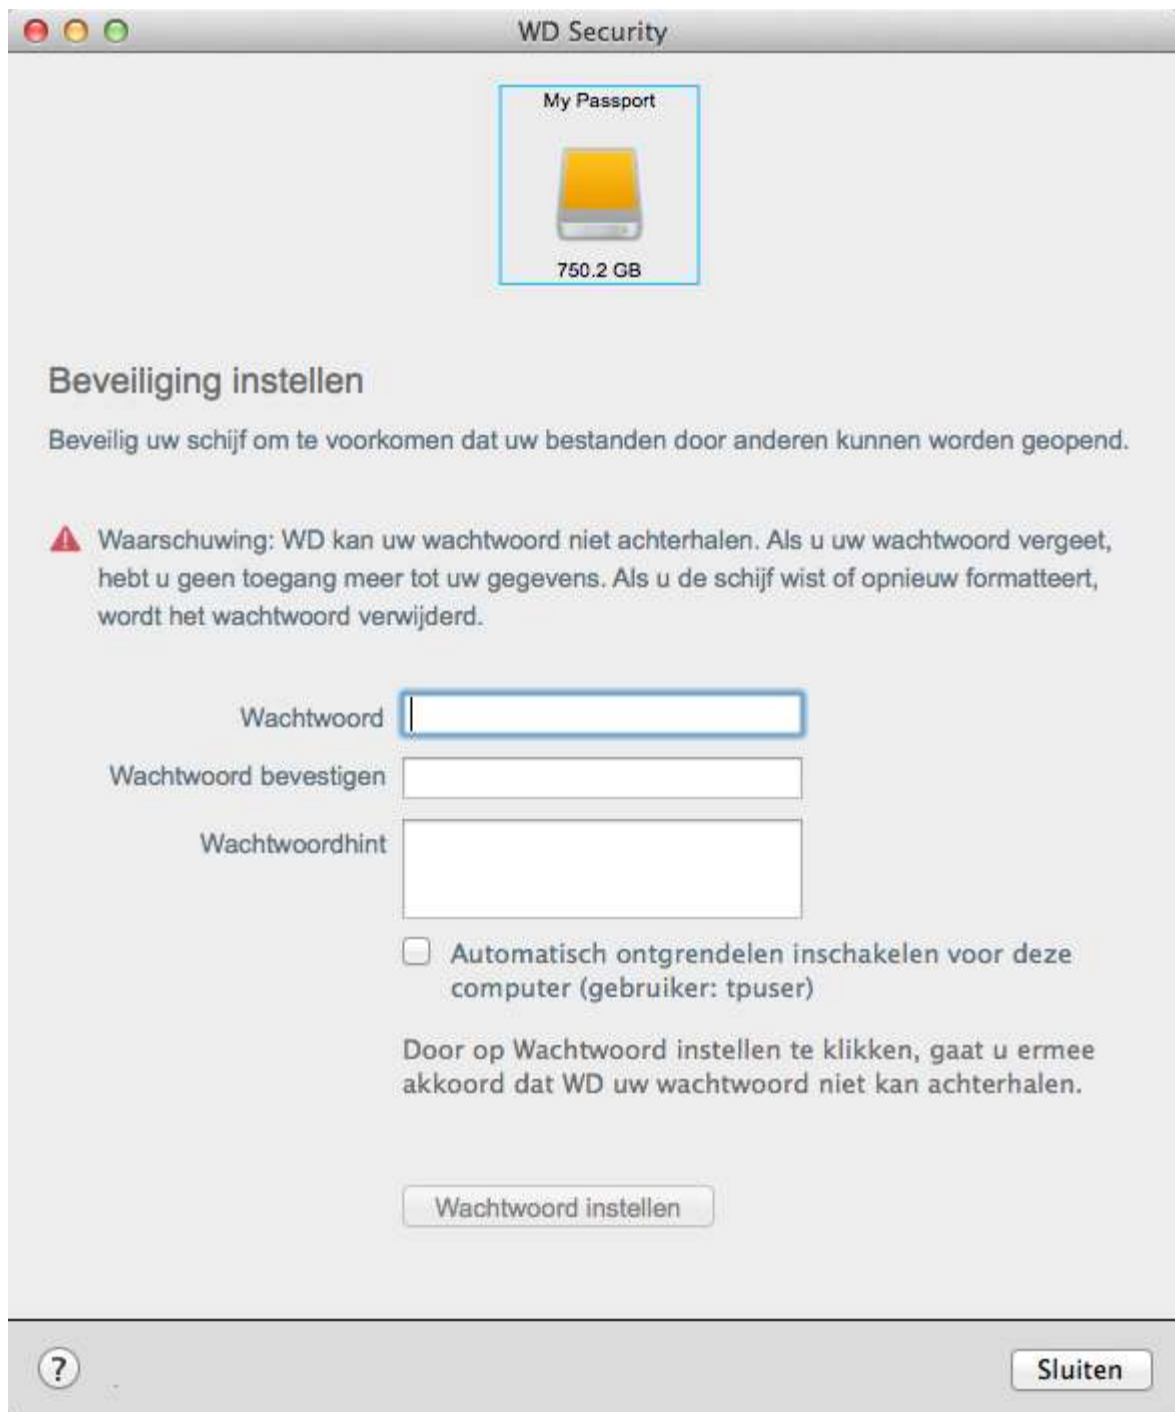 WD Security
My Passport
750.2 GB
Beveiliging instellen
Beveilig uw schijf om te voorkomen dat uw bestanden door anderen kunnen worden geopend.
Waarschuwing: WD kan uw wachtwoord niet achterhalen. Als u uw wachtwoord vergeet,
hebt u geen toegang meer tot uw gegevens. Als u de schijf wist of opnieuw formatteert,
wordt het wachtwoord verwijderd.
Wachtwoord
Wachtwoord bevestigen
Wachtwoordhint
Automatisch ontgrendelen inschakelen voor deze
computer (gebruiker: tpuser)
Door op Wachtwoord instellen te klikken, gaat u ermee
akkoord dat WD uw wachtwoord niet kan achterhalen.
Wachtwoord instellen
?
Sluiten